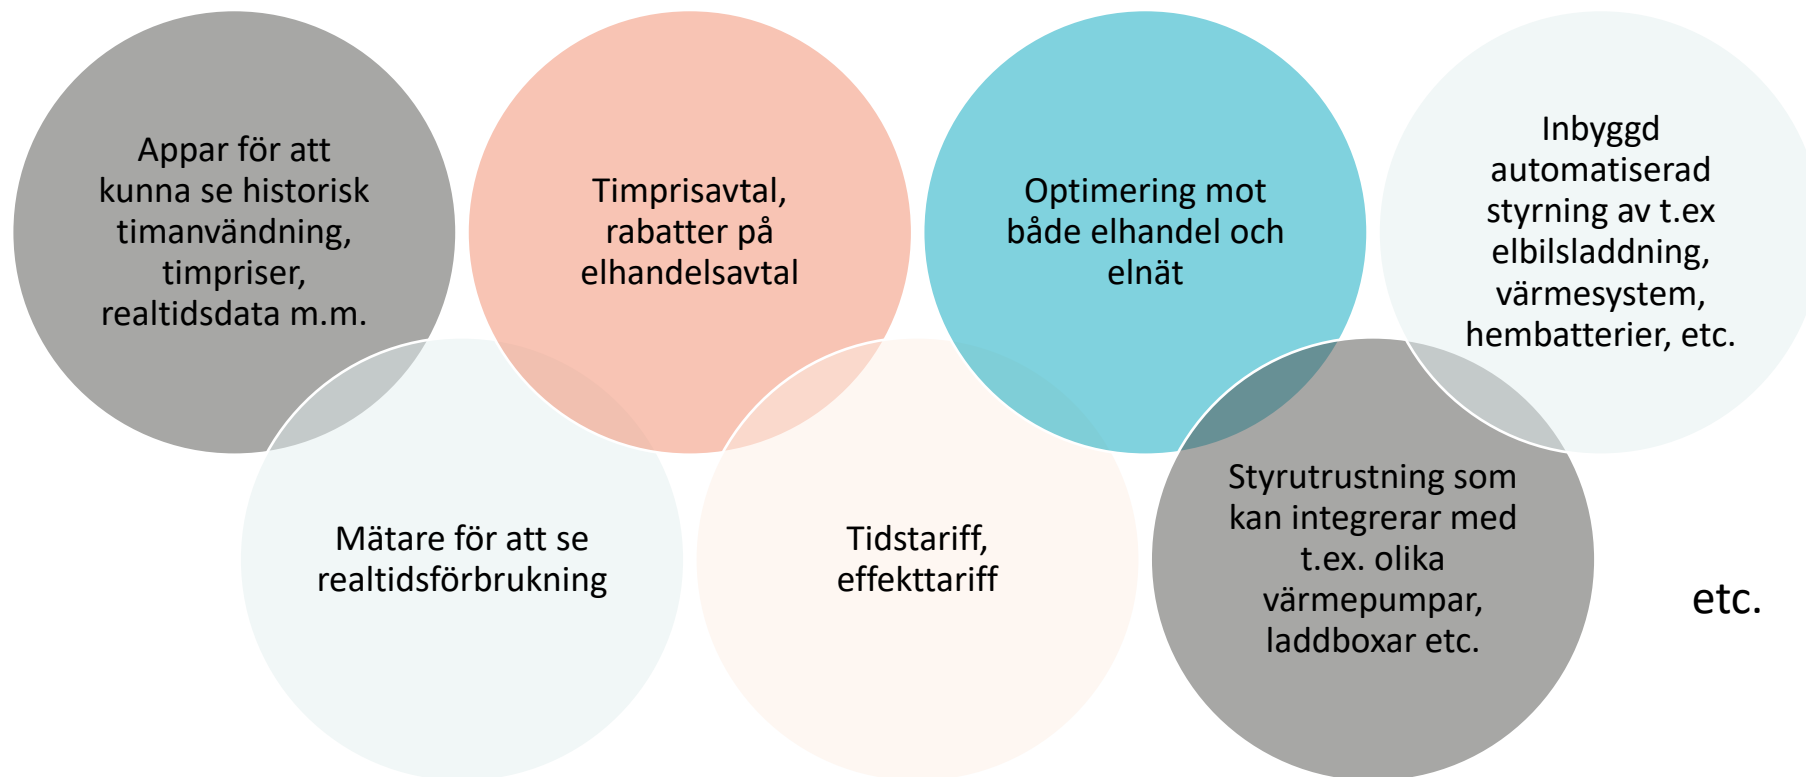 Appar för att
kunna se historisk
timanvändning,
timpriser,
realtidsdata m.m.
Mätare för att se
realtidsförbrukning
Timprisavtal,
rabatter på
elhandelsavtal
Tidstariff,
effekttariff
Optimering mot
både elhandel och
elnät
Styrutrustning som
kan integrerar med
t.ex. olika
värmepumpar,
laddboxar etc.
Inbyggd
automatiserad
styrning av t.ex
elbilsladdning,
värmesystem,
hembatterier, etc.
etc.